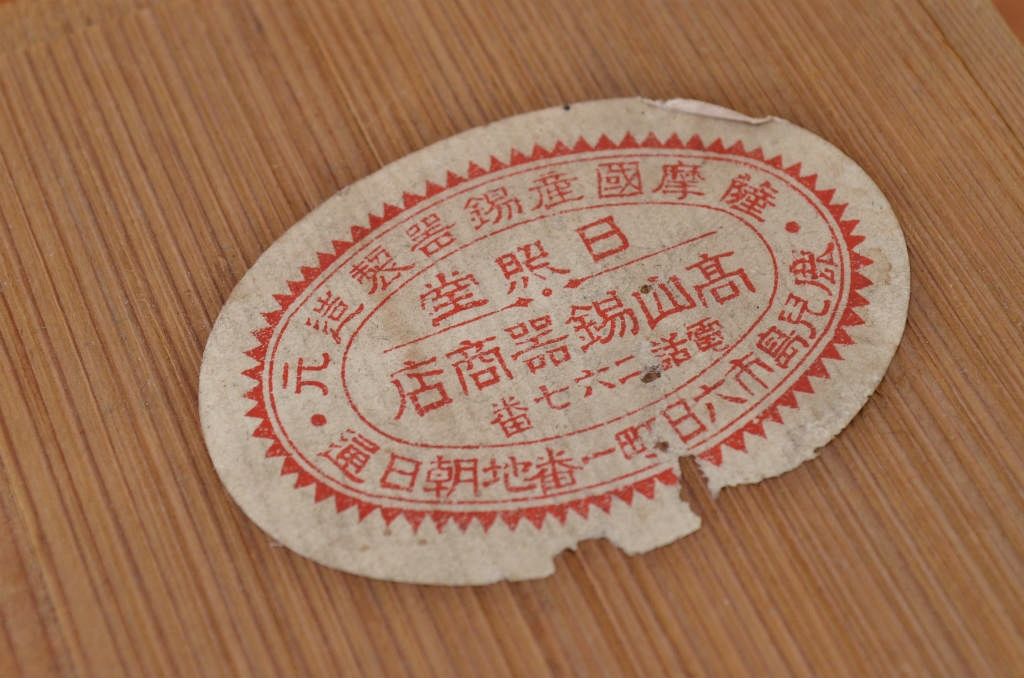 薩摩國産錫器製造元
日照堂
高山錫器商店
電話二六七番
鹿兒島市六日町一番地朝日通